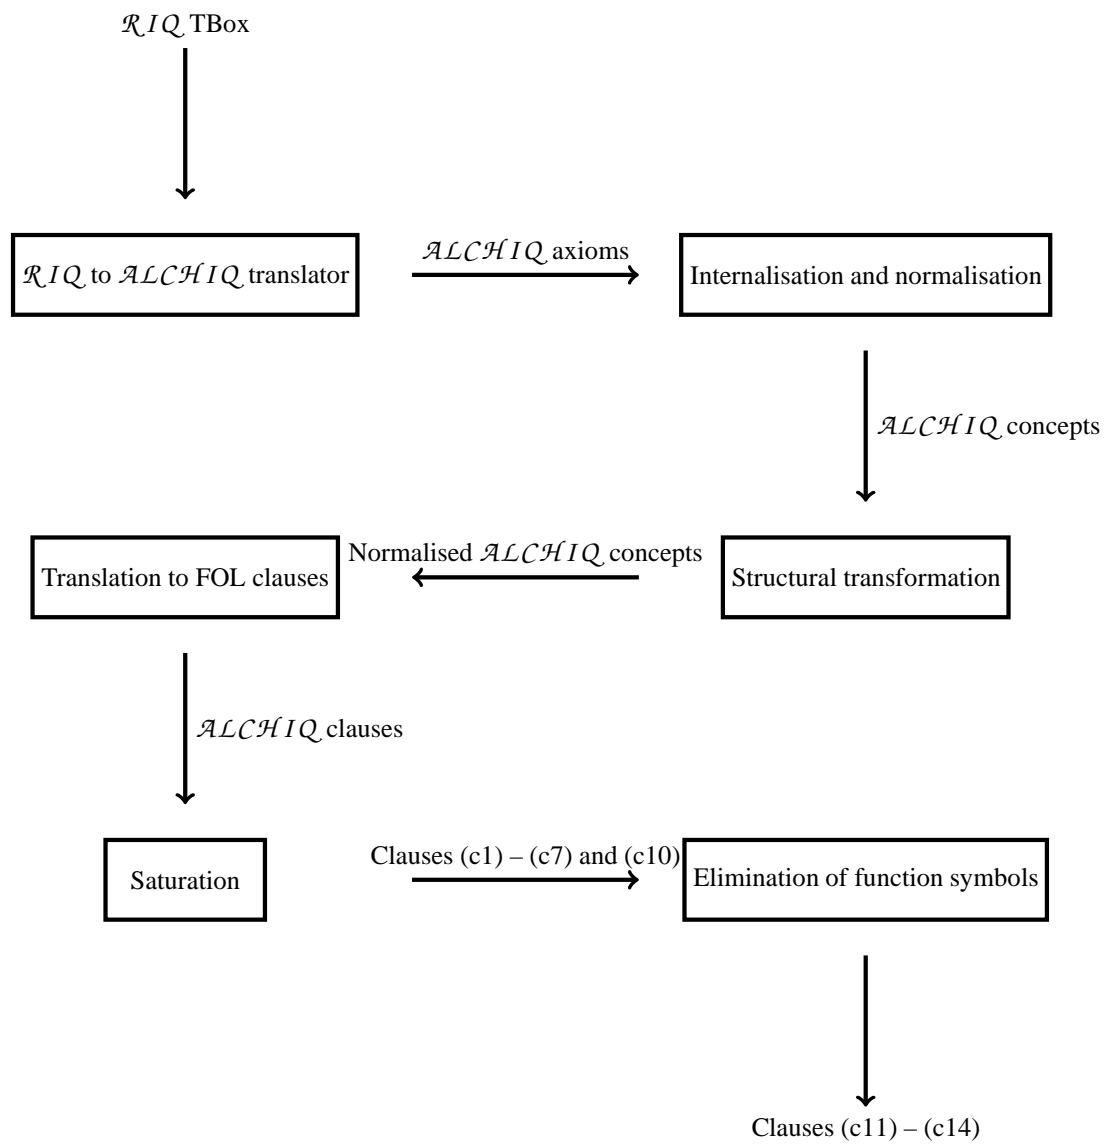 RIQ TBox
RIQ to ALCHIQ translator
ALCHIQ axioms
Internalisation and normalisation
ALCHIQ concepts
Translation to FOL clauses
Normalised ALCHIQ concepts
Structural transformation
ALCHIQ clauses
Saturation
Clauses (c1) – (c7) and (c10)
Elimination of function symbols
Clauses (c11) – (c14)